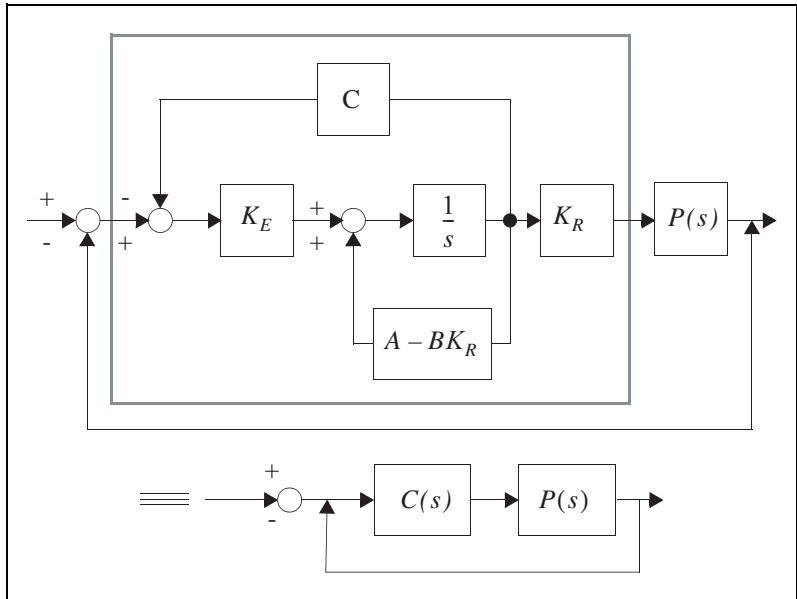 C
+ - + +
K_E 1/s K_R P(s)
- + +
A – BK_R
+
C(s) P(s)
-